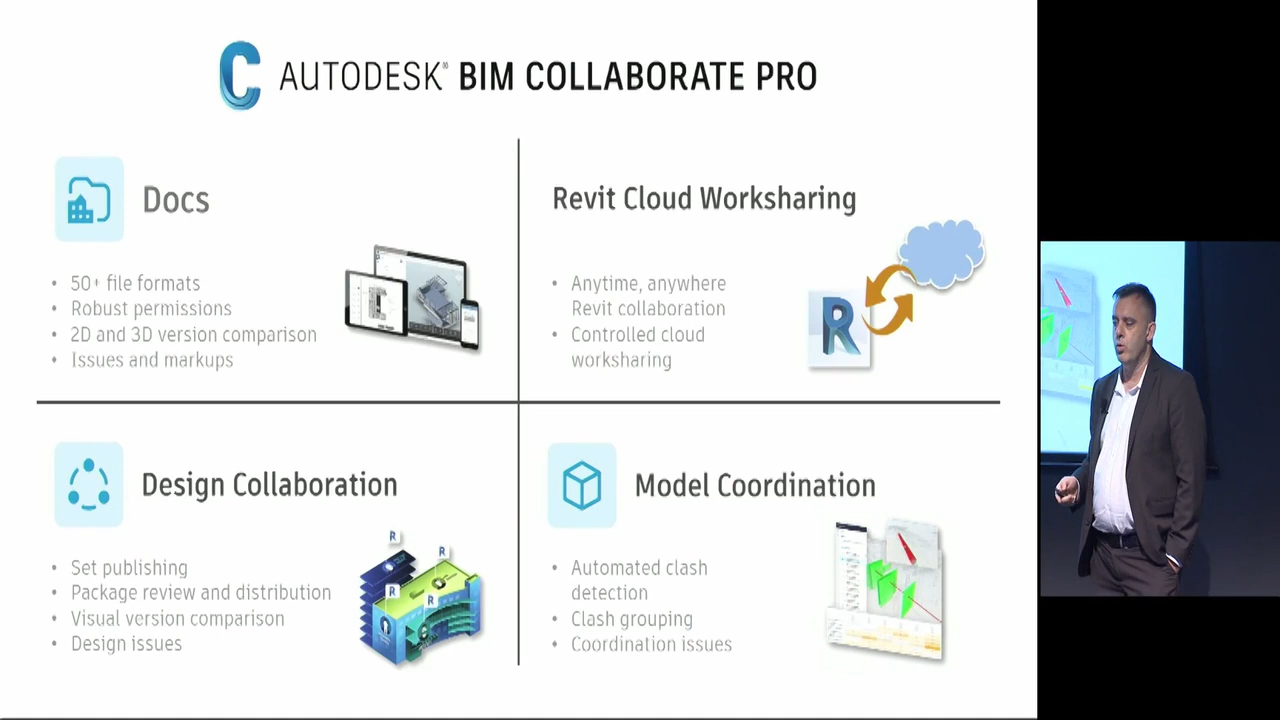 AUTODESK® BIM COLLABORATE PRO
Docs
• 50+ file formats
• Robust permissions
• 2D and 3D version comparison
• Issues and markups
Revit Cloud Worksharing
• Anytime, anywhere
Revit collaboration
• Controlled cloud
worksharing
R
Design Collaboration
• Set publishing
• Package review and distribution
• Visual version comparison
• Design issues
R
R
R
R
Model Coordination
• Automated clash
detection
• Clash grouping
• Coordination issues